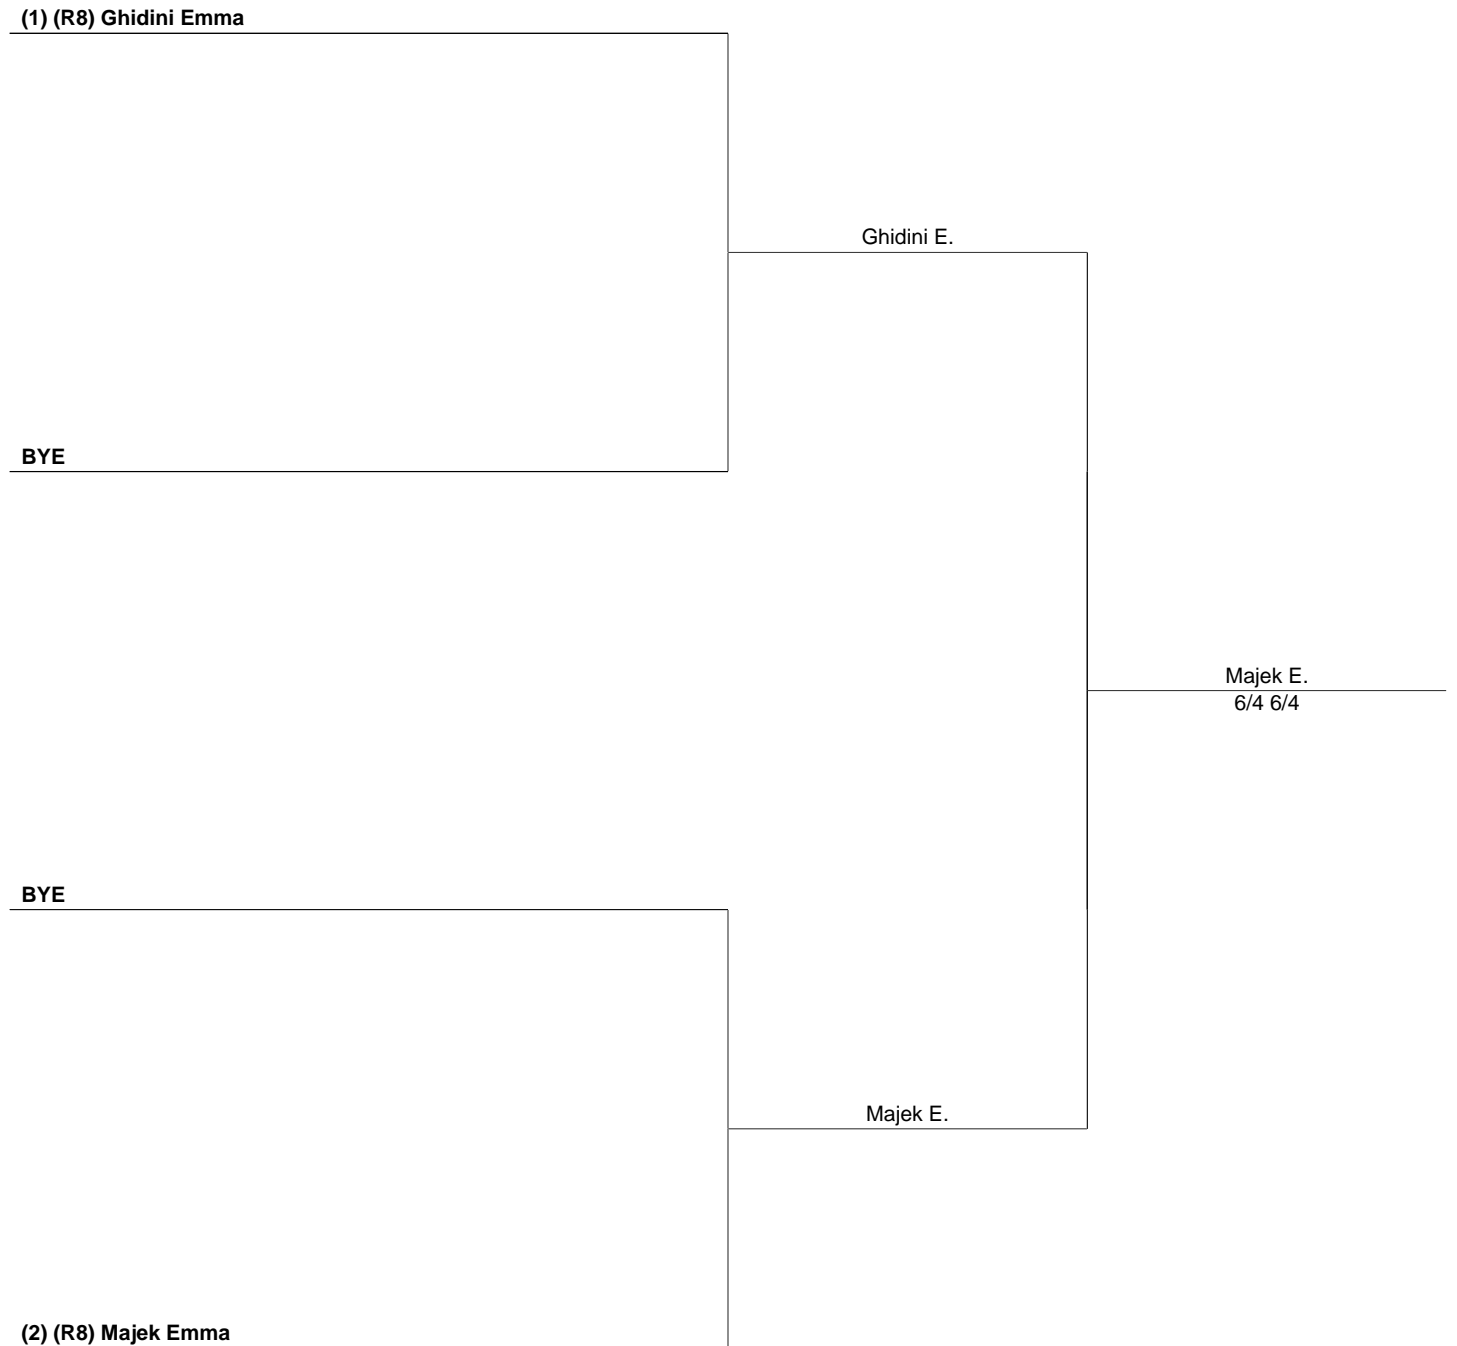 (1) (R8) Ghidini Emma
Ghidini E.
BYE
Majek E.
6/4 6/4
BYE
Majek E.
(2) (R8) Majek Emma